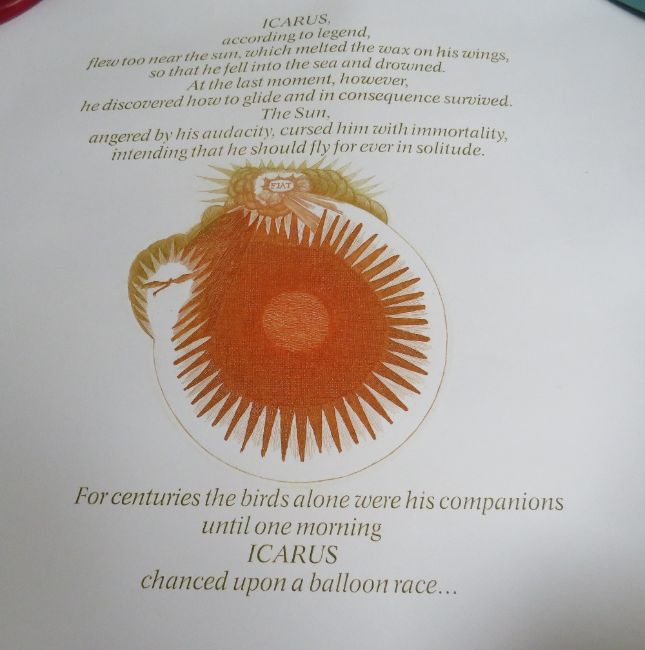 ICARUS,
according to legend,
flew too near the sun, which melted the wax on his wings,
so that he fell into the sea and drowned.
At the last moment, however,
he discovered how to glide and in consequence survived.
The Sun,
angered by his audacity, cursed him with immortality,
intending that he should fly for ever in solitude.
FIAT
For centuries the birds alone were his companions
until one morning
ICARUS
chanced upon a balloon race...